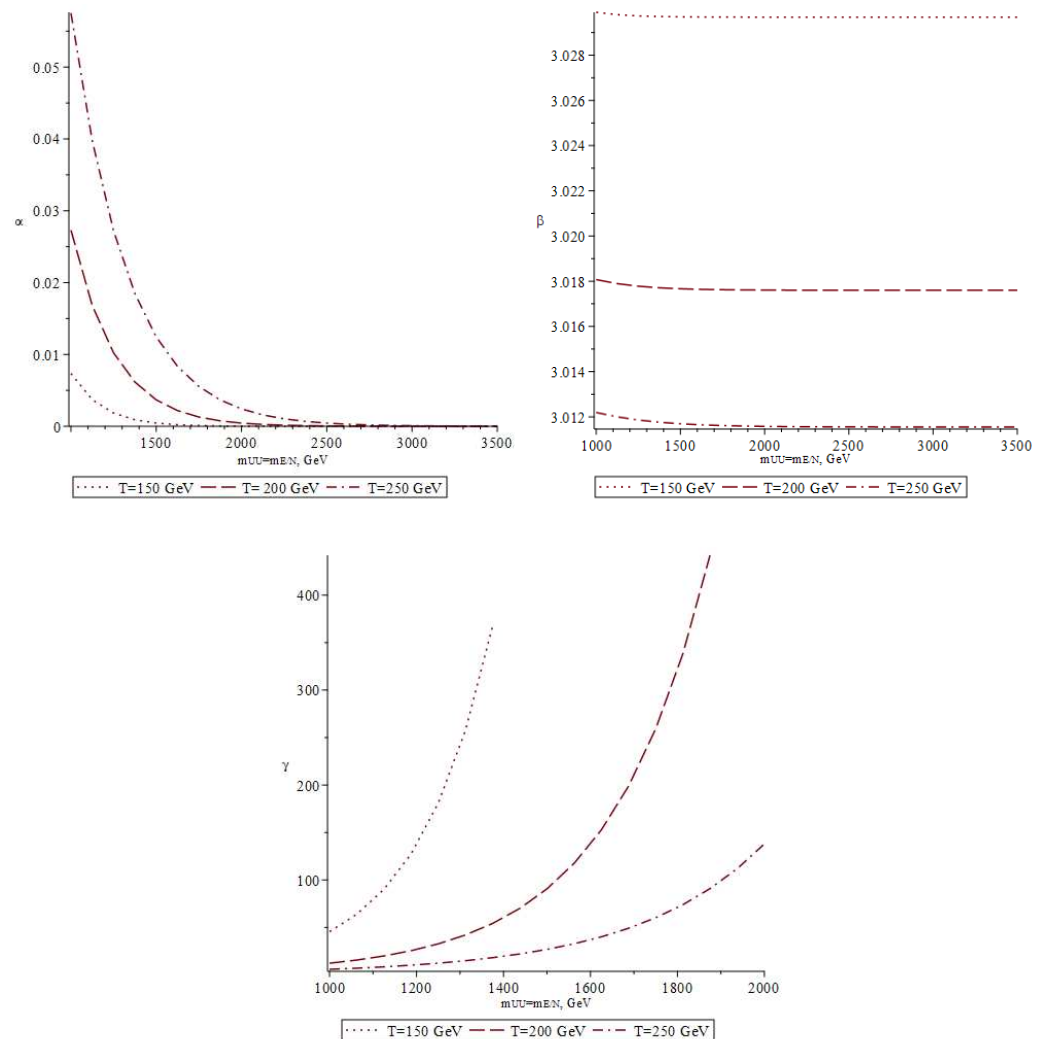 0.05
0.04
0.03
α
0.02
0.01
0
1500 2000 2500 3000 3500
mUU=mE/N, GeV
T=150 GeV T= 200 GeV T=250 GeV
3.028
3.026
3.024
3.022
3.020
β
3.018
3.016
3.014
3.012
1000 1500 2000 2500 3000 3500
mUU=mE/N, GeV
T=150 GeV T=200 GeV T=250 GeV
400
300
γ
200
100
1000 1200 1400 1600 1800 2000
mUU=mE/N, GeV
T=150 GeV T=200 GeV T=250 GeV